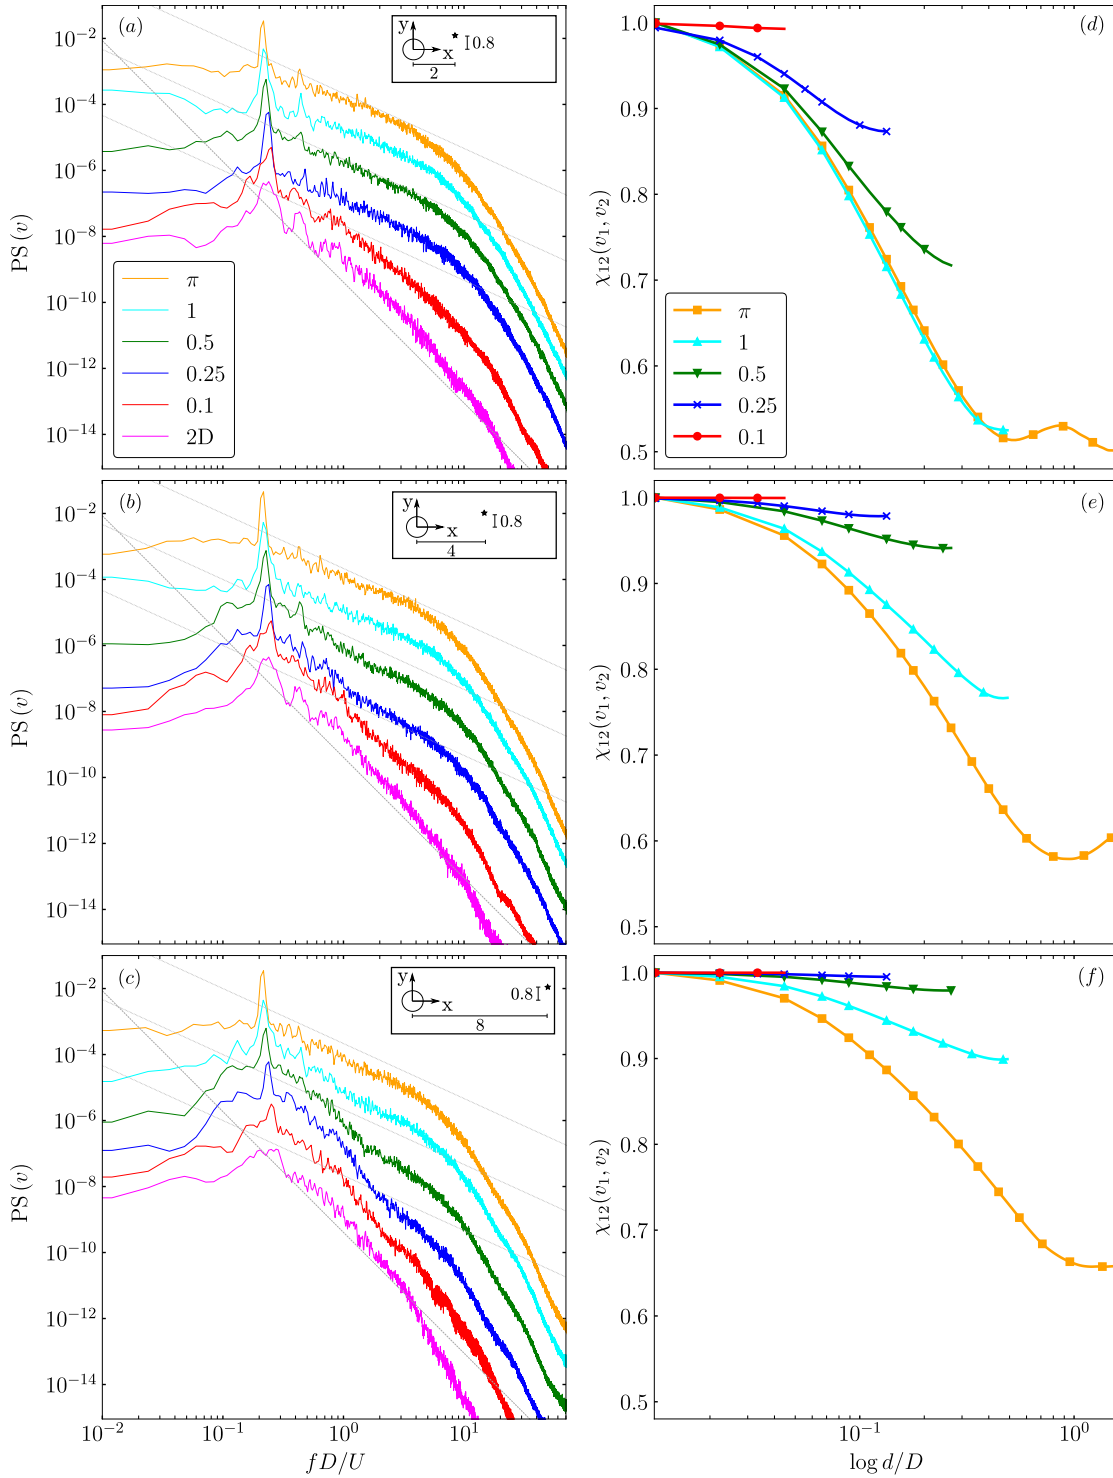 (a)
y
x
0.8
2
10⁻²
10⁻⁴
10⁻⁶
10⁻⁸
10⁻¹⁰
10⁻¹²
10⁻¹⁴
PS (v)
π
1
0.5
0.25
0.1
2D
(d)
1.0
0.9
0.8
0.7
0.6
0.5
χ₁₂(v₁, v₂)
π
1
0.5
0.25
0.1
(b)
y
x
0.8
4
10⁻²
10⁻⁴
10⁻⁶
10⁻⁸
10⁻¹⁰
10⁻¹²
10⁻¹⁴
PS (v)
(e)
1.0
0.9
0.8
0.7
0.6
0.5
χ₁₂(v₁, v₂)
(c)
y
x
0.8
8
10⁻²
10⁻⁴
10⁻⁶
10⁻⁸
10⁻¹⁰
10⁻¹²
10⁻¹⁴
PS (v)
10⁻² 10⁻¹ 10⁰ 10¹
fD/U
(f)
1.0
0.9
0.8
0.7
0.6
0.5
χ₁₂(v₁, v₂)
10⁻¹ 10⁰
log d/D